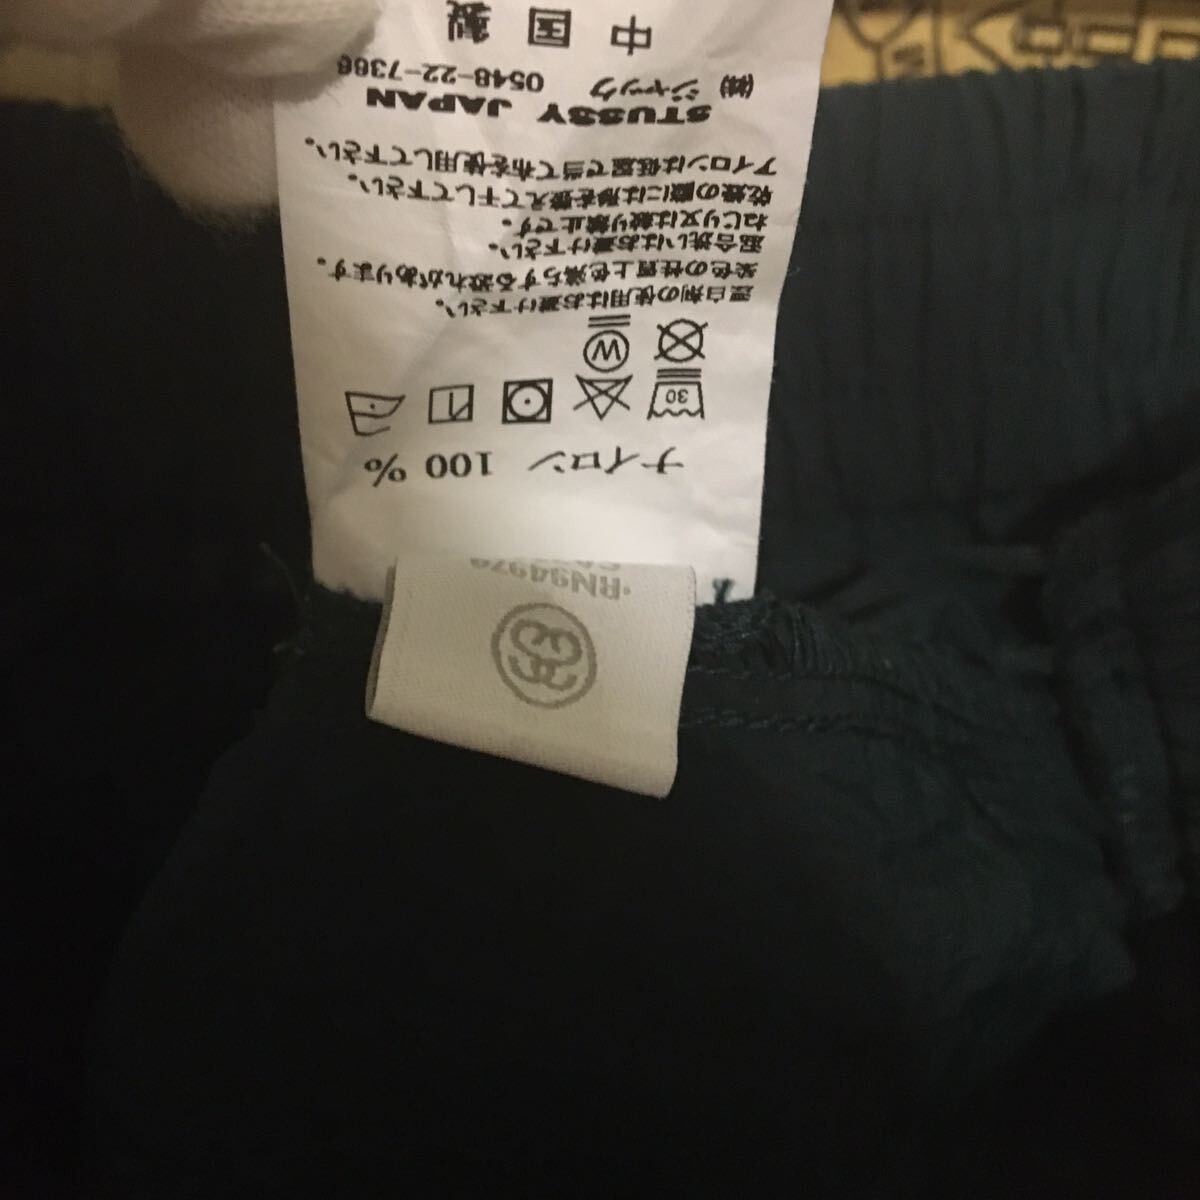 ナイロン 100 %
30
W
混白剤の使用はお避け下さい。
染色の性質上色落ちする恐れがあります。
混合洗いはお避け下さい。
ねじり又は絞り禁止です。
乾燥の際には形を整えて干して下さい。
アイロンは低温で当て布を使用して下さい。
STUSSY JAPAN
㈱ ジャック 0548-22-7366
中国製